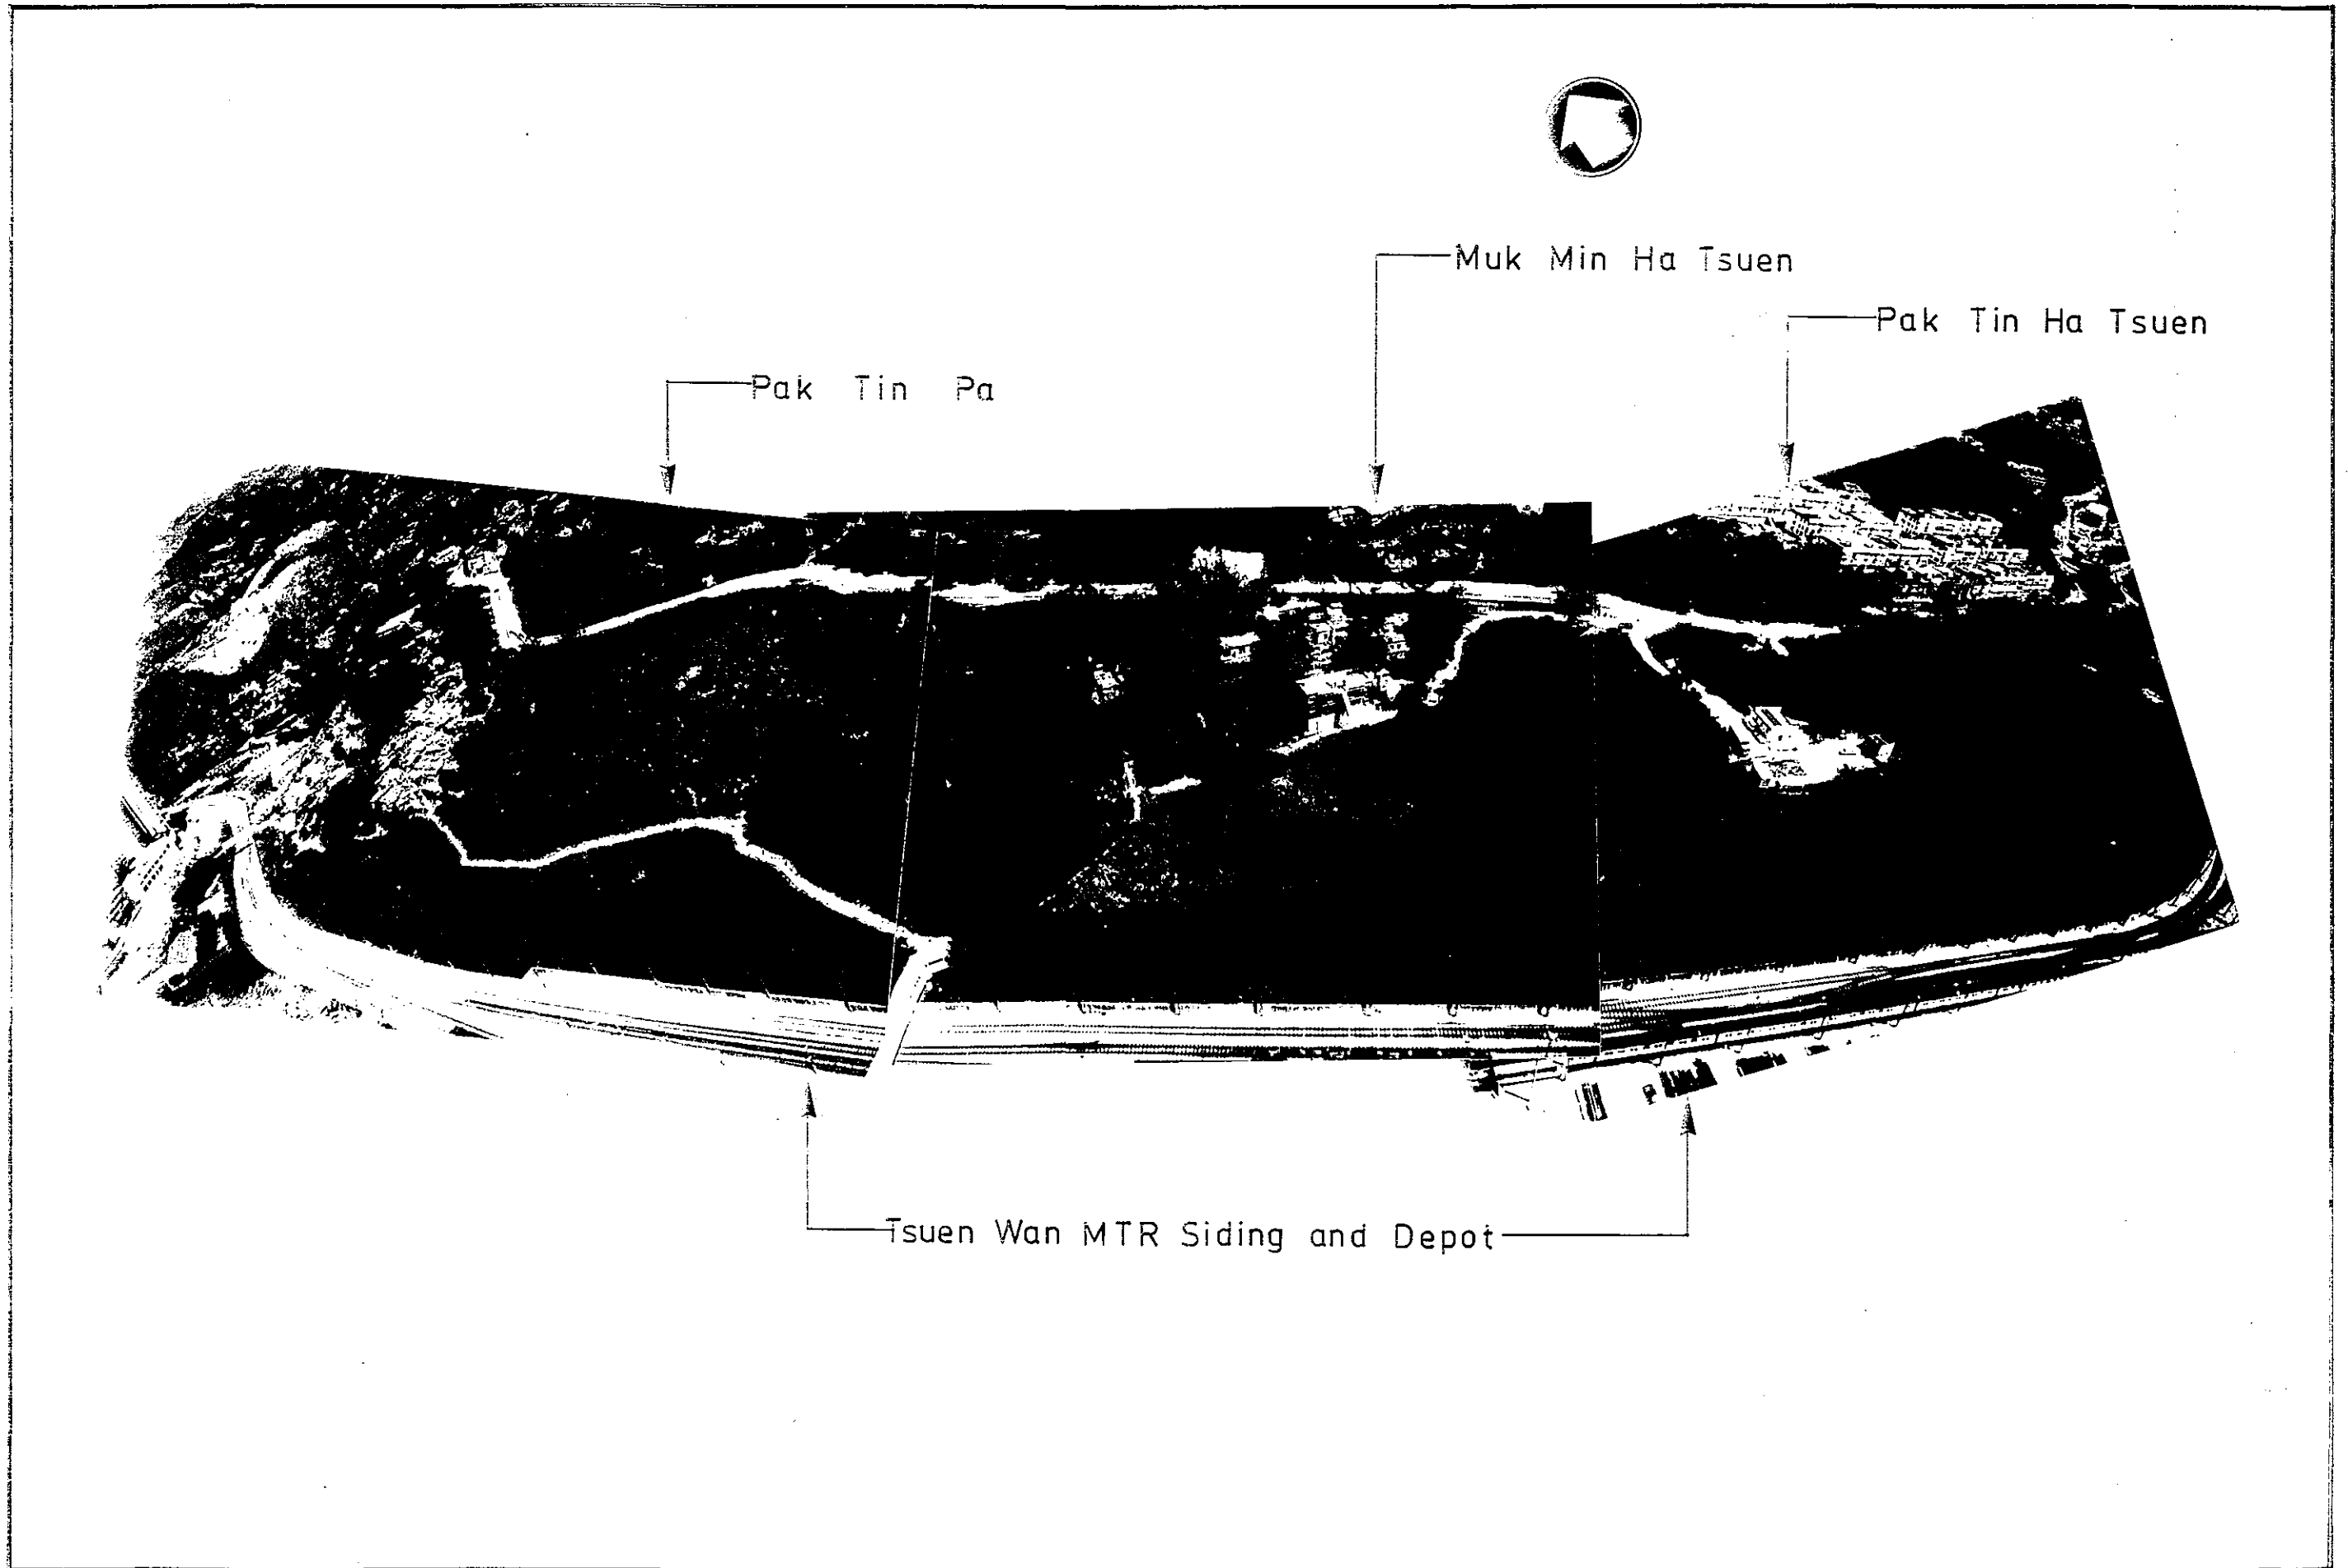 Muk Min Ha Tsuen
Pak Tin Ha Tsuen
Pak Tin Pa
Tsuen Wan MTR Siding and Depot